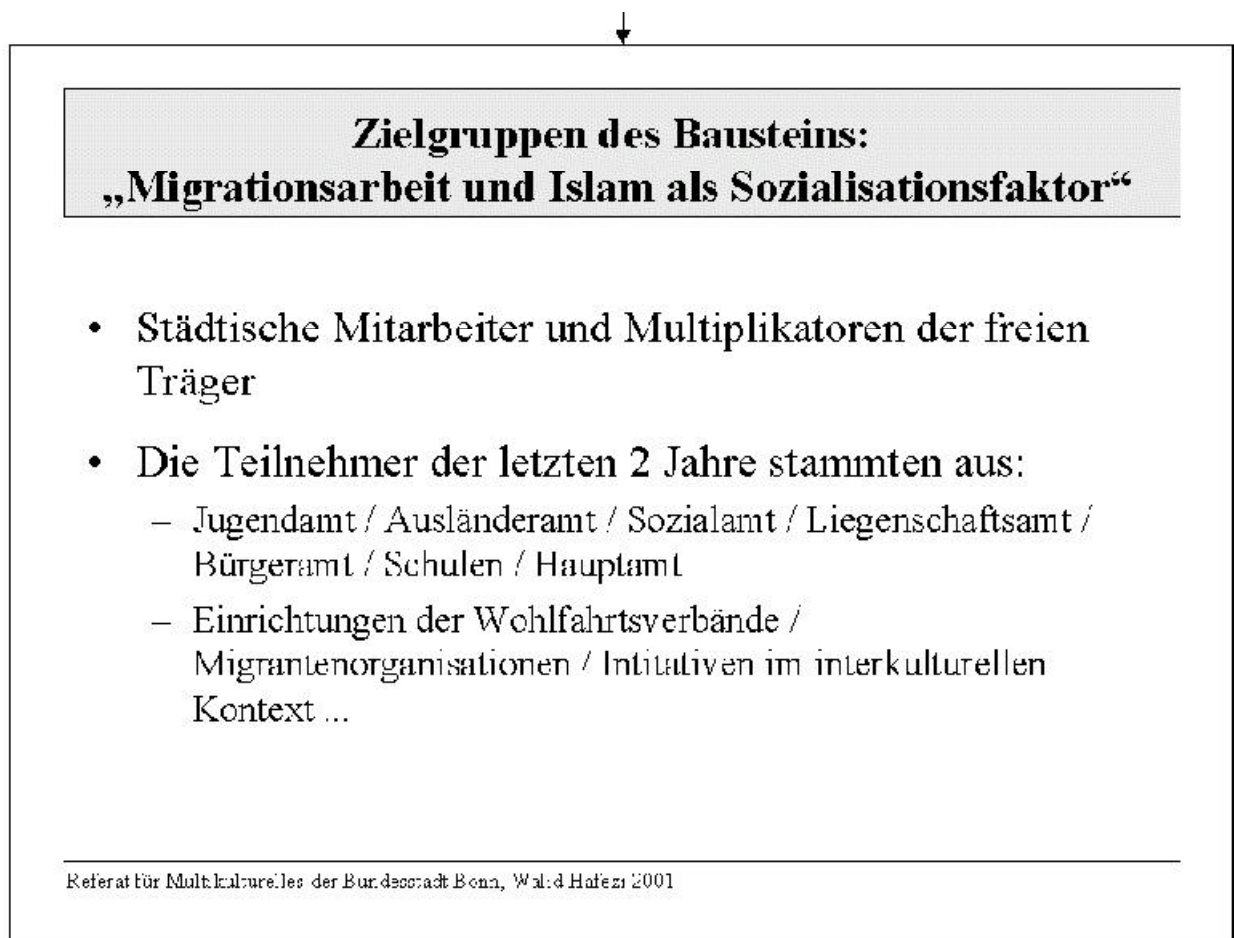 Zielgruppen des Bausteins:
„Migrationsarbeit und Islam als Sozialisationsfaktor“
• Städtische Mitarbeiter und Multiplikatoren der freien
Träger
• Die Teilnehmer der letzten 2 Jahre stammten aus:
– Jugendamt / Ausländeramt / Sozialamt / Liegenschaftsamt /
Bürgeramt / Schulen / Hauptamt
– Einrichtungen der Wohlfahrtsverbände /
Migrantenorganisationen / Intitativen im interkulturellen
Kontext ...
Referat für Multikulturelles der Bundesstadt Bonn, Walid Hafezi 2001